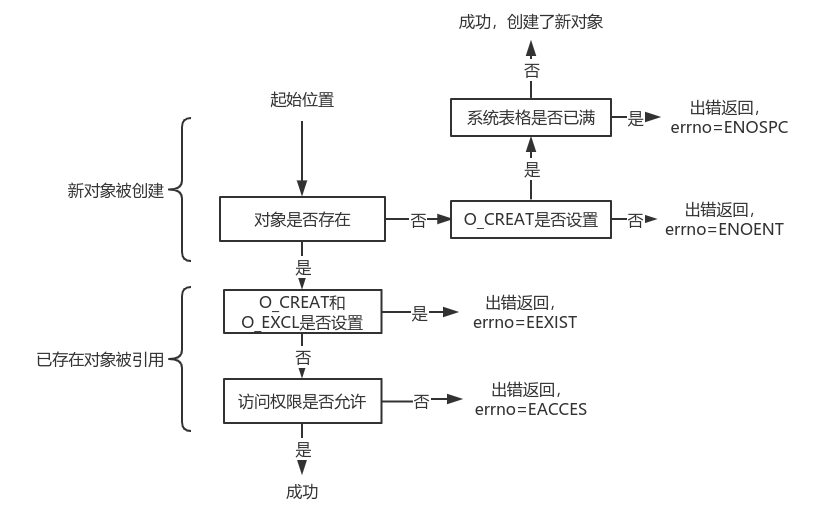 成功，创建了新对象
否
起始位置
系统表格是否已满
是
出错返回，
errno=ENOSPC
是
新对象被创建
对象是否存在
否
O_CREAT是否设置
否
出错返回，
errno=ENOENT
是
O_CREAT和
O_EXCL是否设置
是
出错返回，
errno=EEXIST
已存在对象被引用
否
访问权限是否允许
否
出错返回，
errno=EACCES
是
成功